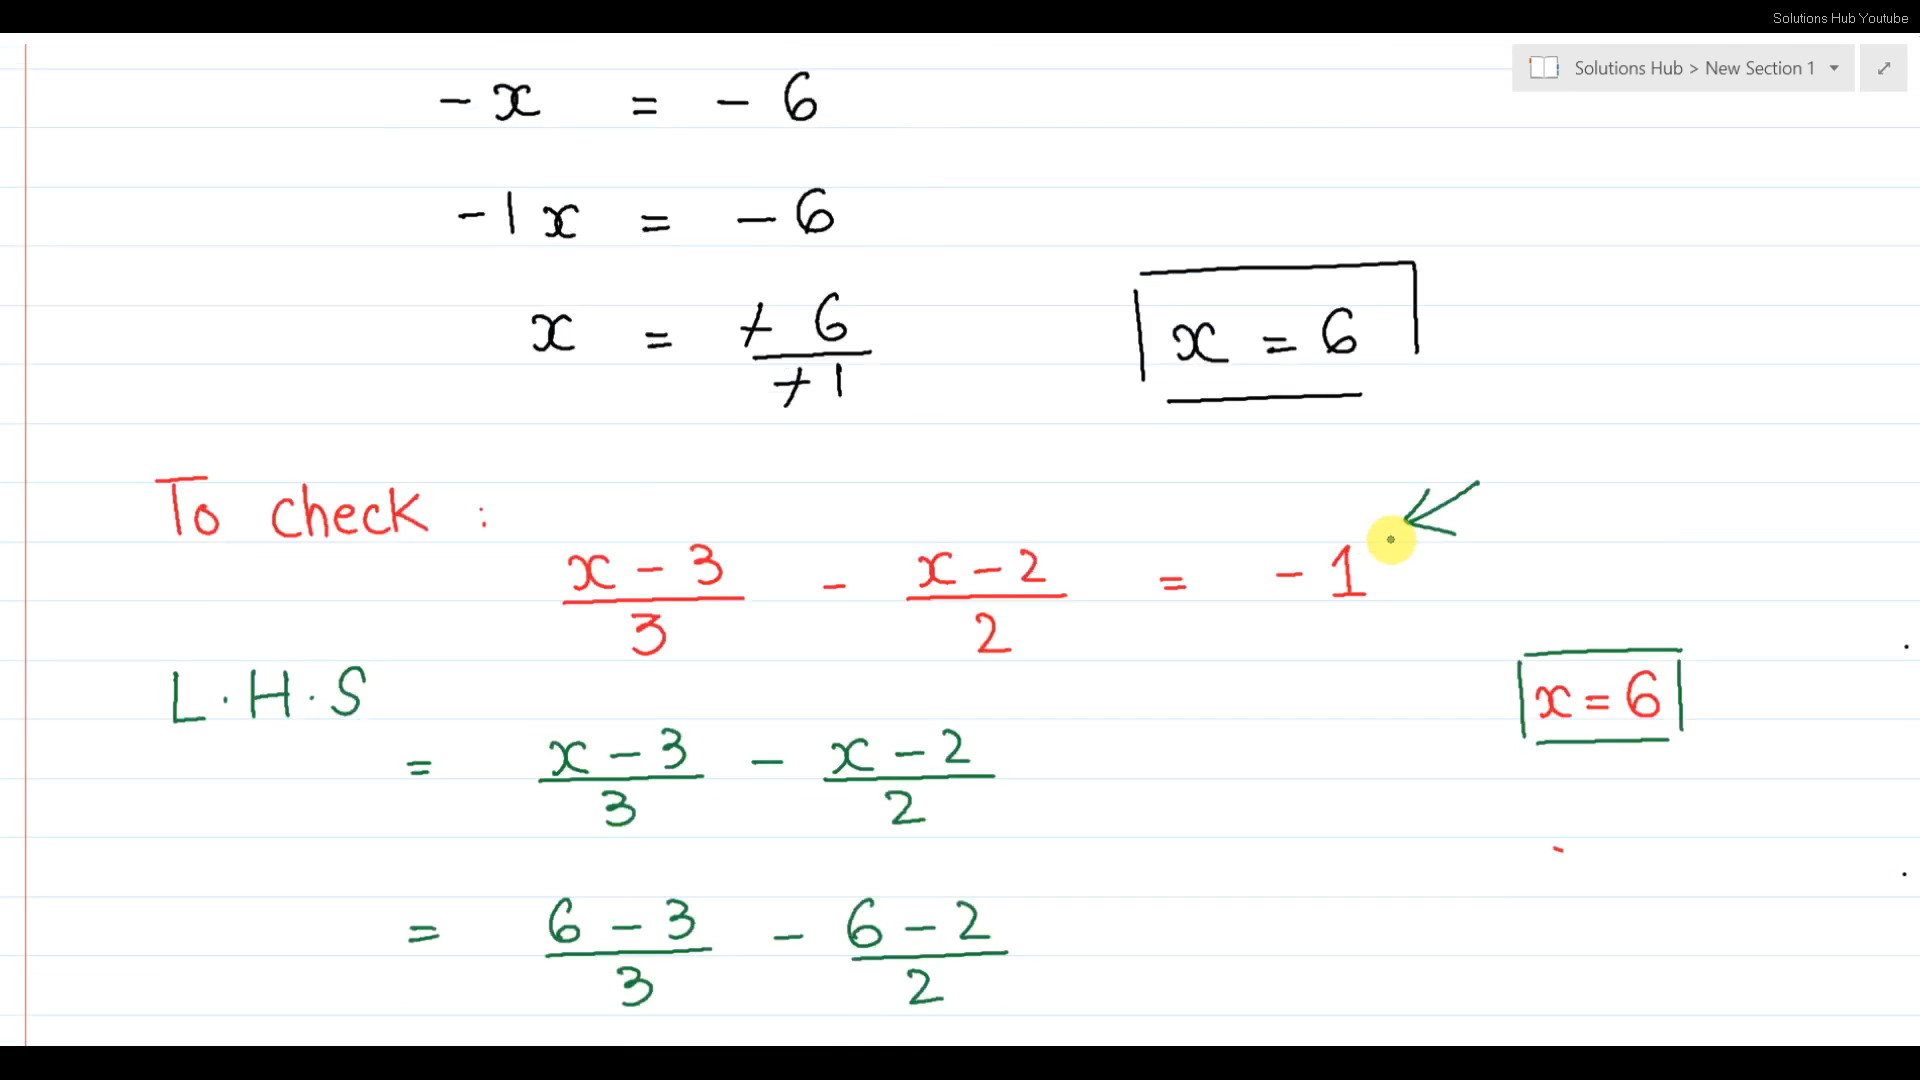 Solutions Hub Youtube
Solutions Hub > New Section 1
-x = -6
-1x = -6
x = +6/+1
x = 6
To check :
x-3/3 - x-2/2 = -1
L.H.S
x = 6
= x-3/3 - x-2/2
= 6-3/3 - 6-2/2